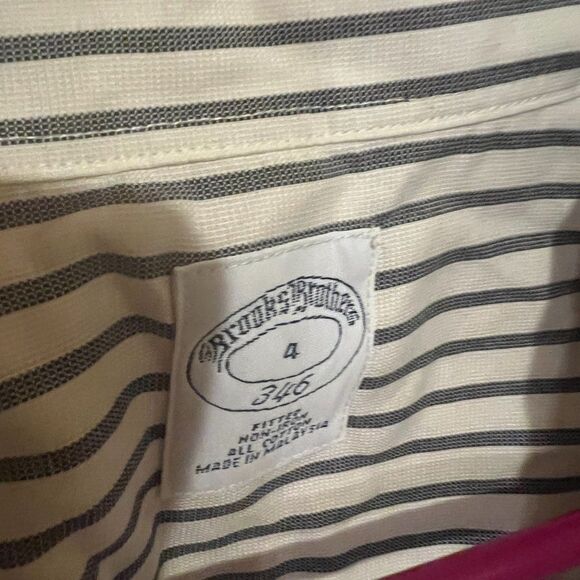 Brooks Brothers
4
346
FITTED
NON-IRON
ALL COTTON
MADE IN MALAYSIA